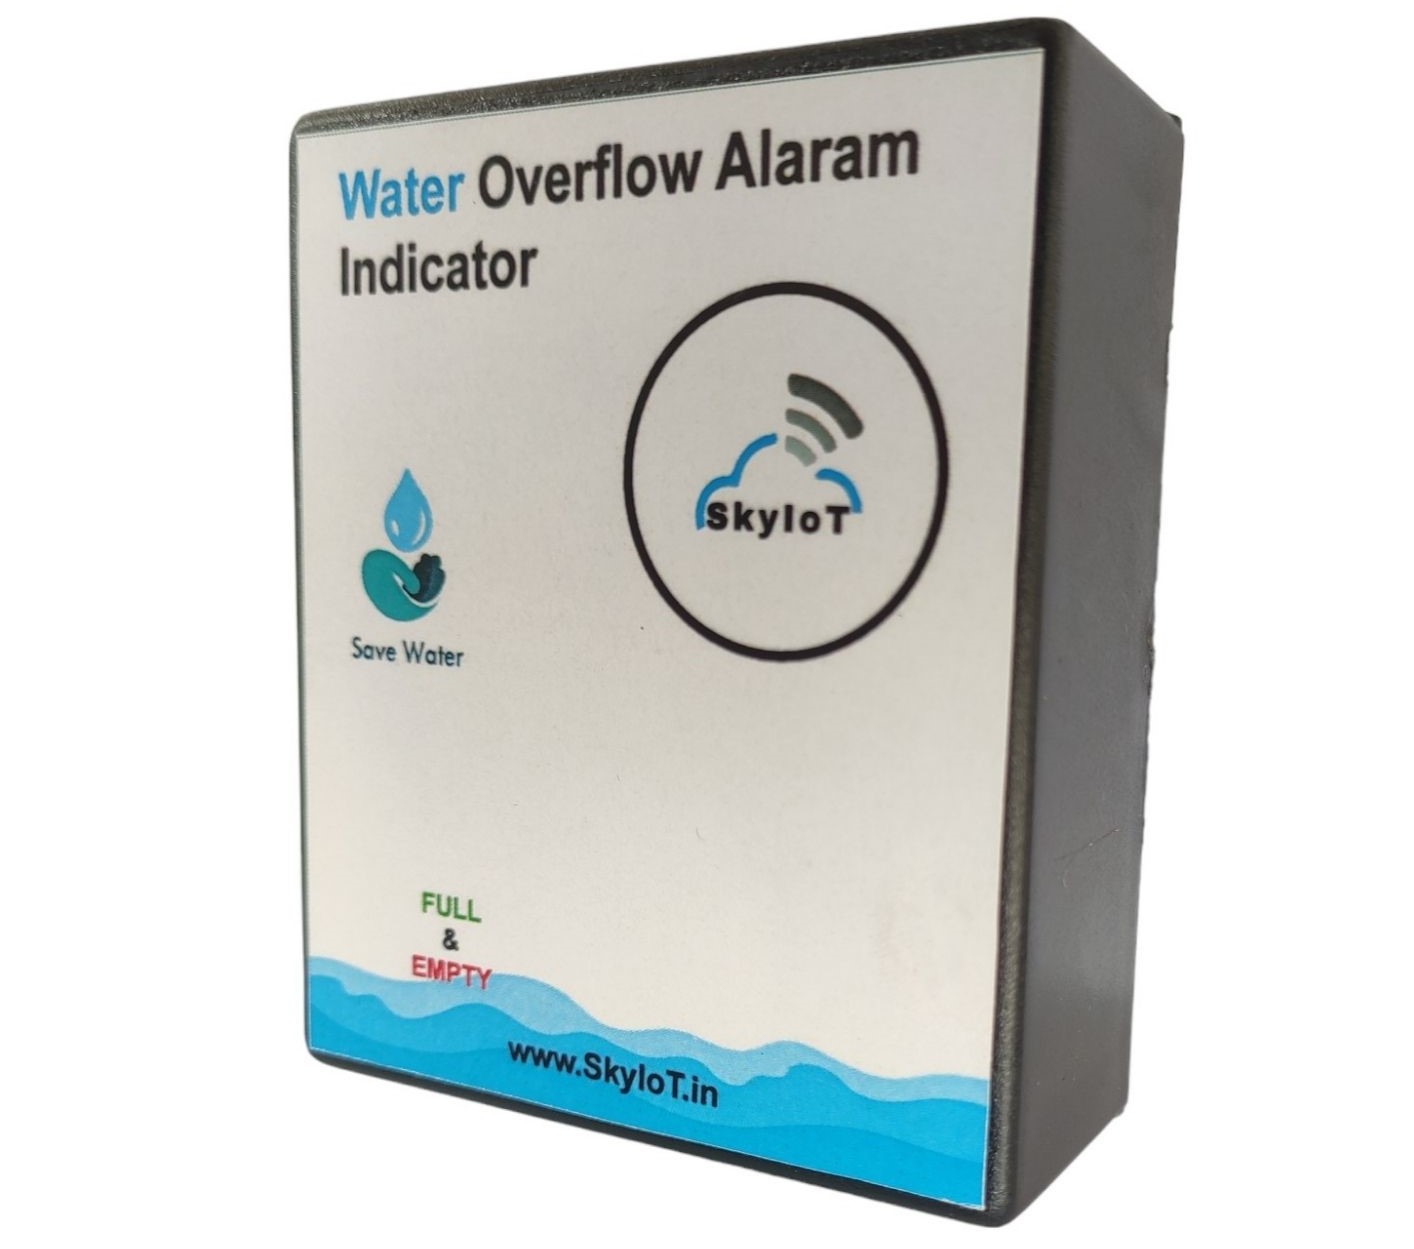 Water Overflow Alaram
Indicator
SkyIoT
Save Water
FULL
&
EMPTY
www.SkyIoT.in